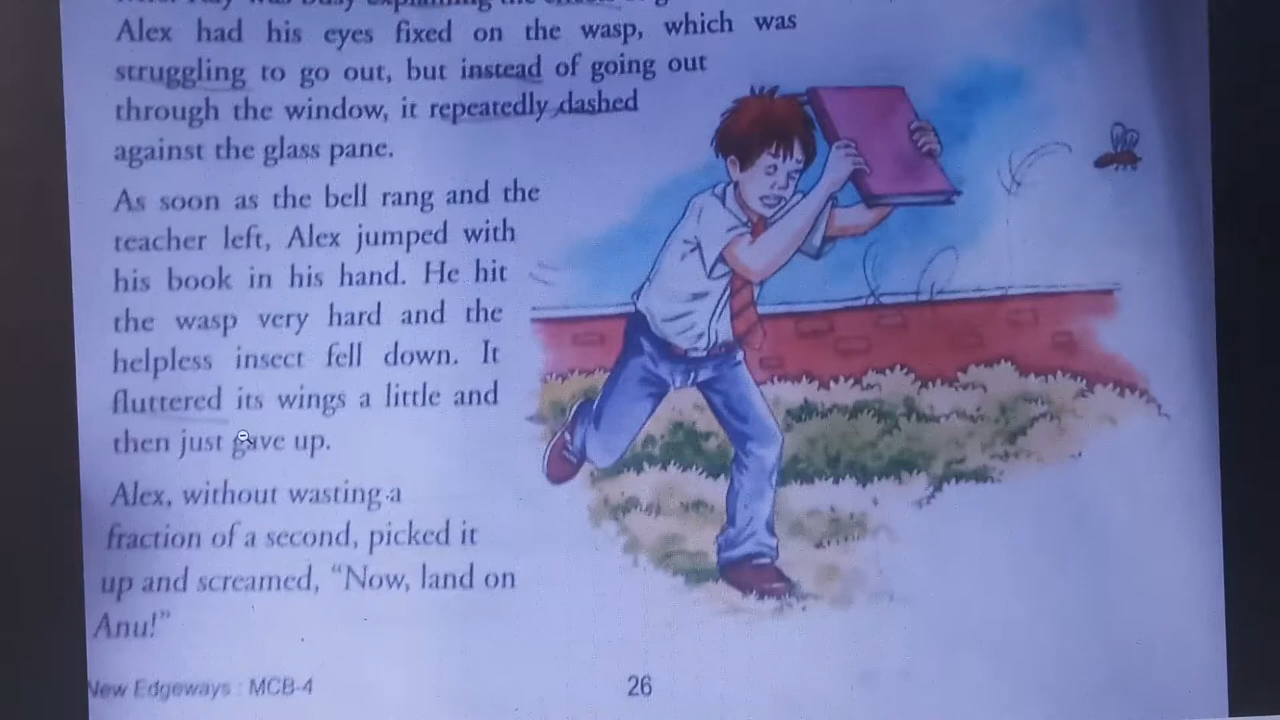 Alex had his eyes fixed on the wasp, which was
struggling to go out, but instead of going out
through the window, it repeatedly dashed
against the glass pane.
As soon as the bell rang and the
teacher left, Alex jumped with
his book in his hand. He hit
the wasp very hard and the
helpless insect fell down. It
fluttered its wings a little and
then just gave up.
Alex, without wasting a
fraction of a second, picked it
up and screamed, “Now, land on
Anu!”
New Edgeways : MCB-4
26